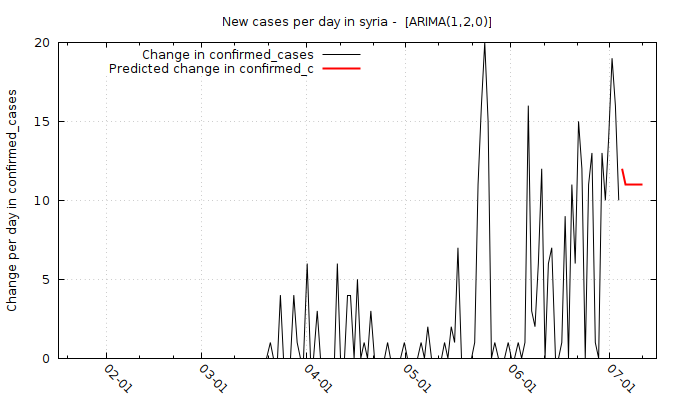 New cases per day in syria -  [ARIMA(1,2,0)]
Change in confirmed_cases
Predicted change in confirmed_c
Change per day in confirmed_cases
20
15
10
5
0
02-01
03-01
04-01
05-01
06-01
07-01